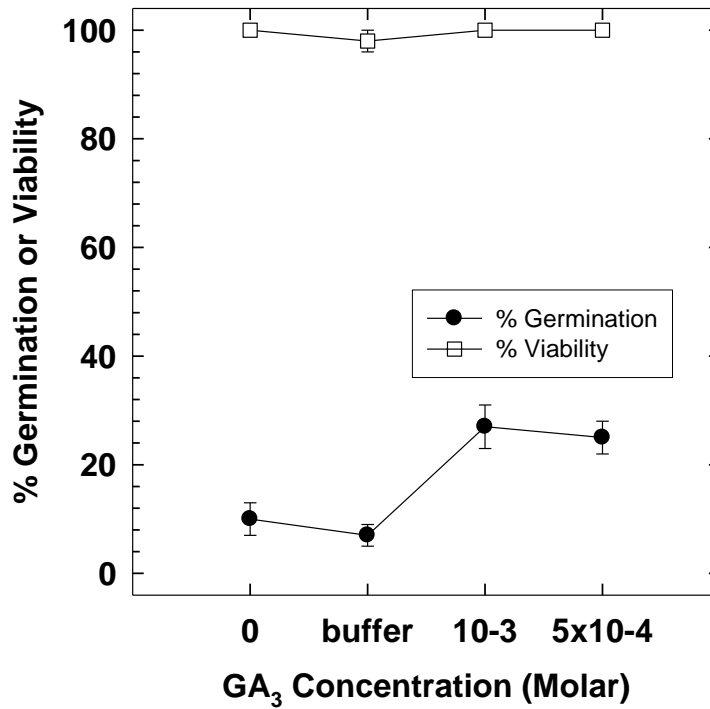 % Germination or Viability
100
80
60
40
20
0
% Germination
% Viability
0 buffer 10-3 5x10-4
GA₃ Concentration (Molar)